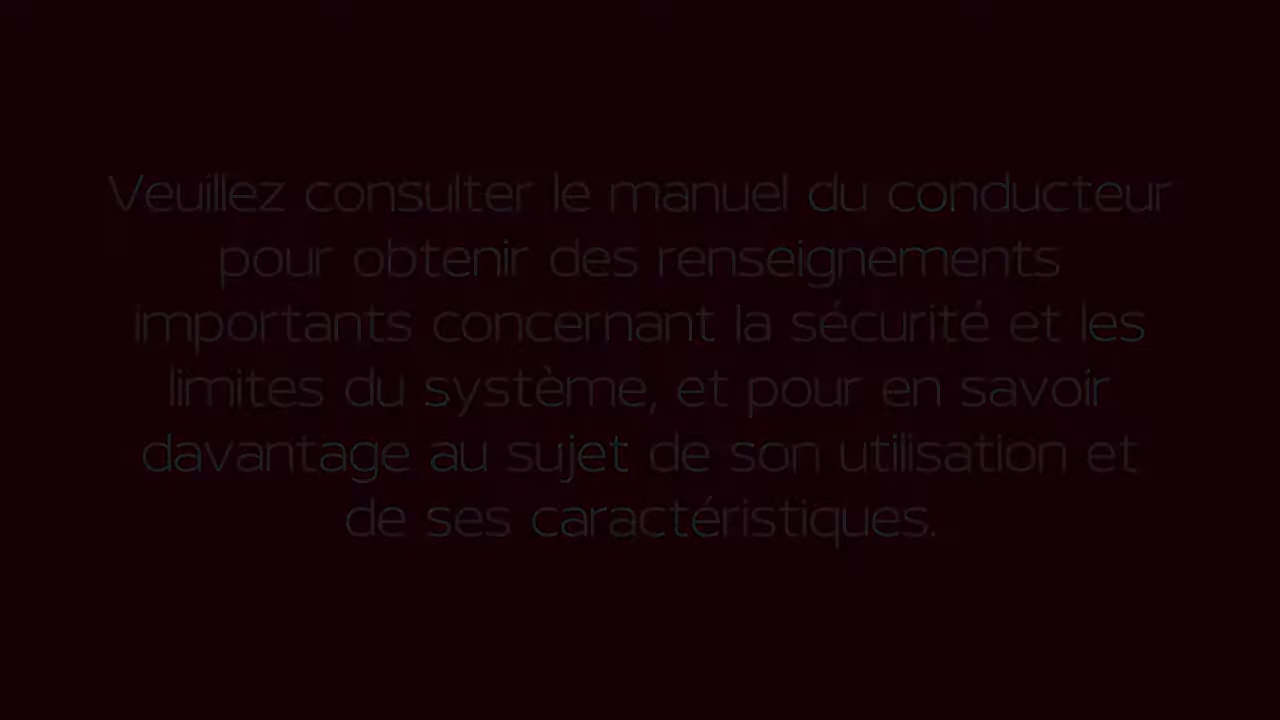 Veuillez consulter le manuel du conducteur
pour obtenir des renseignements
importants concernant la sécurité et les
limites du système, et pour en savoir
davantage au sujet de son utilisation et
de ses caractéristiques.